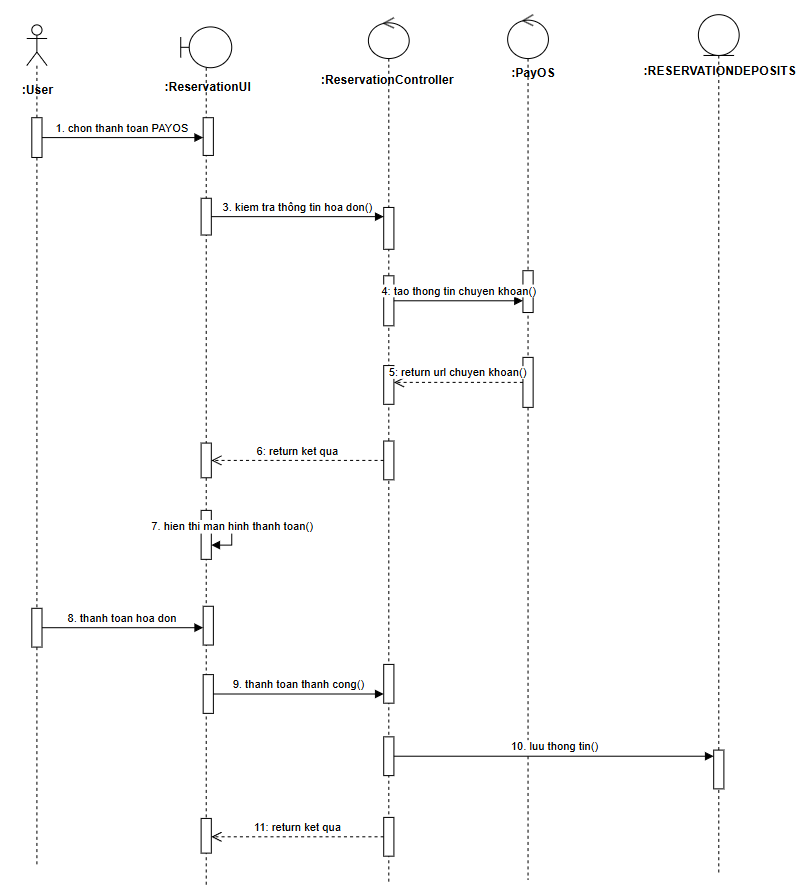 :User
:ReservationUI
:ReservationController
:PayOS
:RESERVATIONDEPOSITS
1. chon thanh toan PAYOS
3. kiem tra thông tin hoa don()
4: tao thong tin chuyen khoan()
5: return url chuyen khoan()
6: return ket qua
7. hien thi man hinh thanh toan()
8. thanh toan hoa don
9. thanh toan thanh cong()
10. luu thong tin()
11: return ket qua